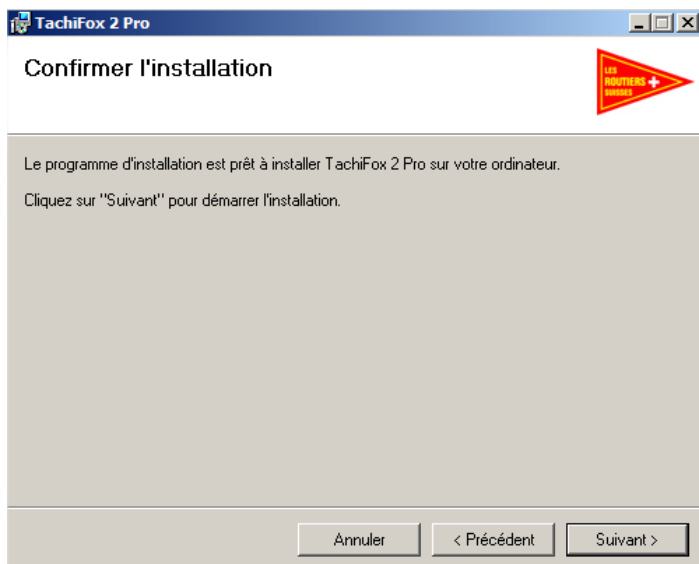 TachiFox 2 Pro
Confirmer l'installation
LES
ROUTIERS
SUISSES
Le programme d'installation est prêt à installer TachiFox 2 Pro sur votre ordinateur.
Cliquez sur "Suivant" pour démarrer l'installation.
Annuler
< Précédent
Suivant >